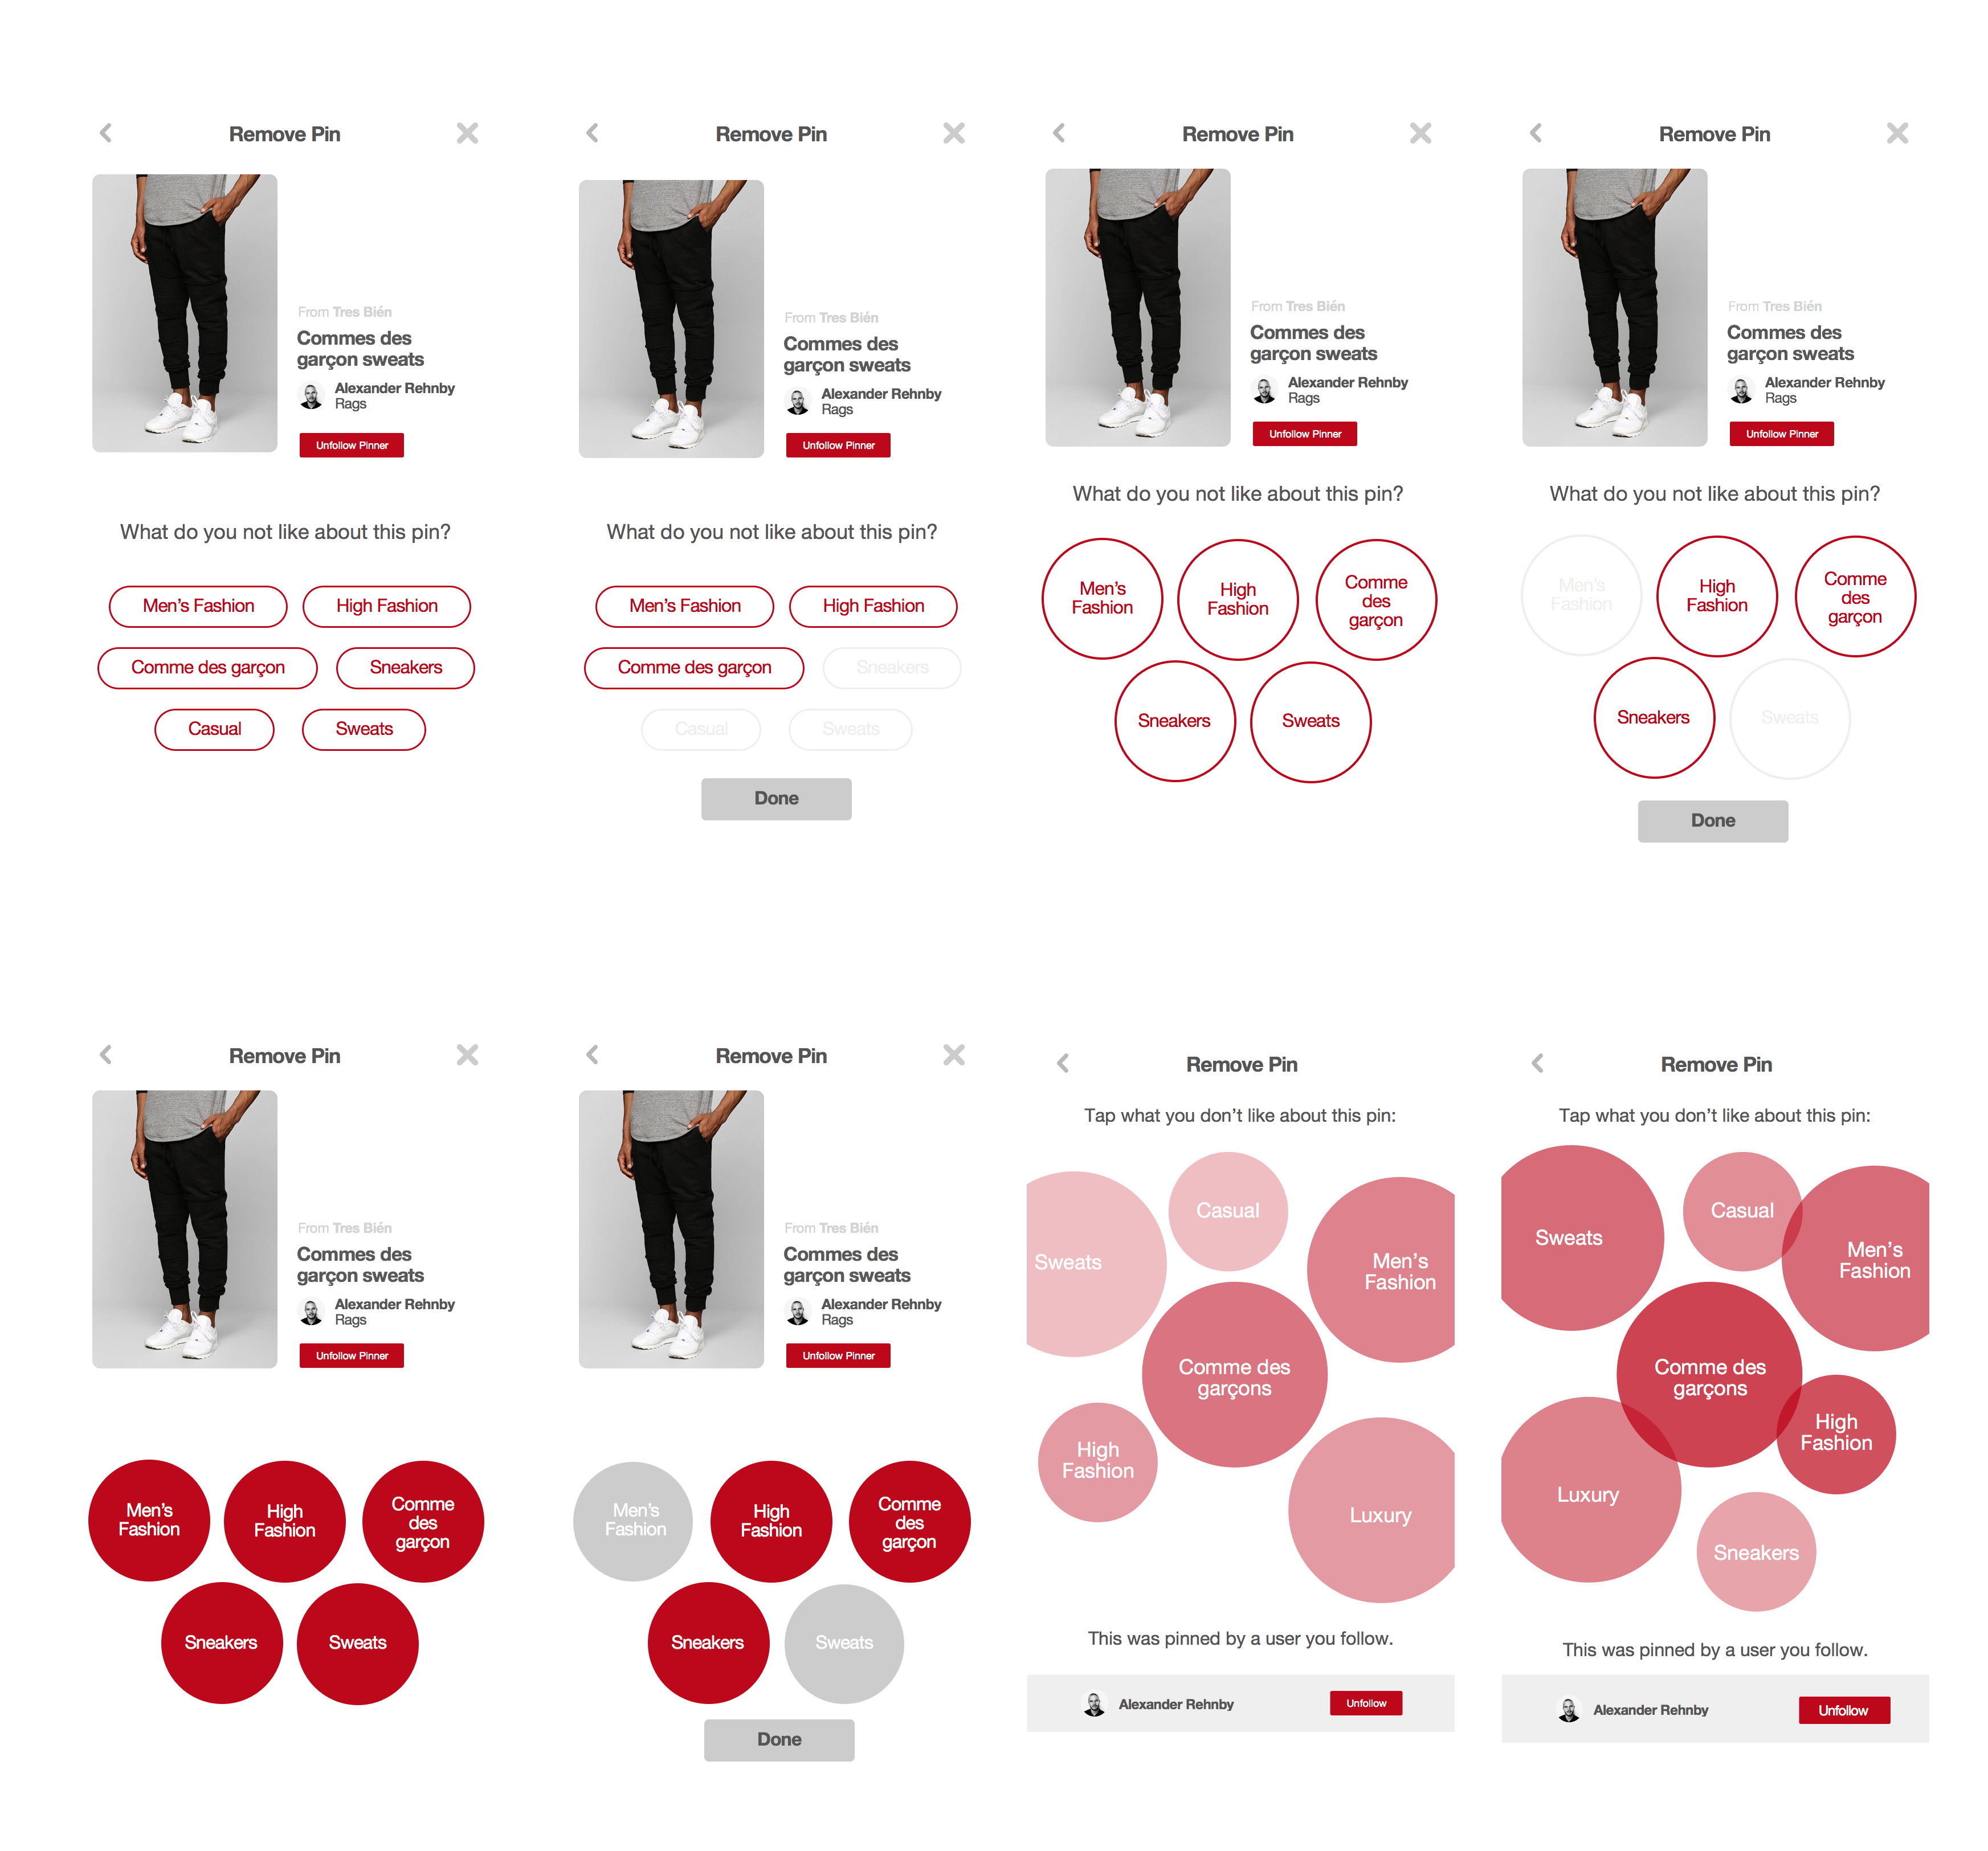 Remove Pin
From Tres Bién
Commes des
garçon sweats
Alexander Rehnby
Rags
Unfollow Pinner
What do you not like about this pin?
Men's Fashion
High Fashion
Comme des garçon
Sneakers
Casual
Sweats
Remove Pin
From Tres Bién
Commes des
garçon sweats
Alexander Rehnby
Rags
Unfollow Pinner
What do you not like about this pin?
Men's Fashion
High Fashion
Comme des garçon
Sneakers
Casual
Sweats
Done
Remove Pin
From Tres Bién
Commes des
garçon sweats
Alexander Rehnby
Rags
Unfollow Pinner
What do you not like about this pin?
Men's
Fashion
High
Fashion
Comme
des
garçon
Sneakers
Sweats
Remove Pin
From Tres Bién
Commes des
garçon sweats
Alexander Rehnby
Rags
Unfollow Pinner
What do you not like about this pin?
Men's
Fashion
High
Fashion
Comme
des
garçon
Sneakers
Sweats
Done
Remove Pin
From Tres Bién
Commes des
garçon sweats
Alexander Rehnby
Rags
Unfollow Pinner
Men's
Fashion
High
Fashion
Comme
des
garçon
Sneakers
Sweats
Remove Pin
From Tres Bién
Commes des
garçon sweats
Alexander Rehnby
Rags
Unfollow Pinner
Men's
Fashion
High
Fashion
Comme
des
garçon
Sneakers
Sweats
Done
Remove Pin
Tap what you don't like about this pin:
Casual
Sweats
Men's
Fashion
Comme des
garçons
High
Fashion
Luxury
This was pinned by a user you follow.
Alexander Rehnby
Unfollow
Remove Pin
Tap what you don't like about this pin:
Casual
Sweats
Men's
Fashion
Comme des
garçons
High
Fashion
Luxury
Sneakers
This was pinned by a user you follow.
Alexander Rehnby
Unfollow